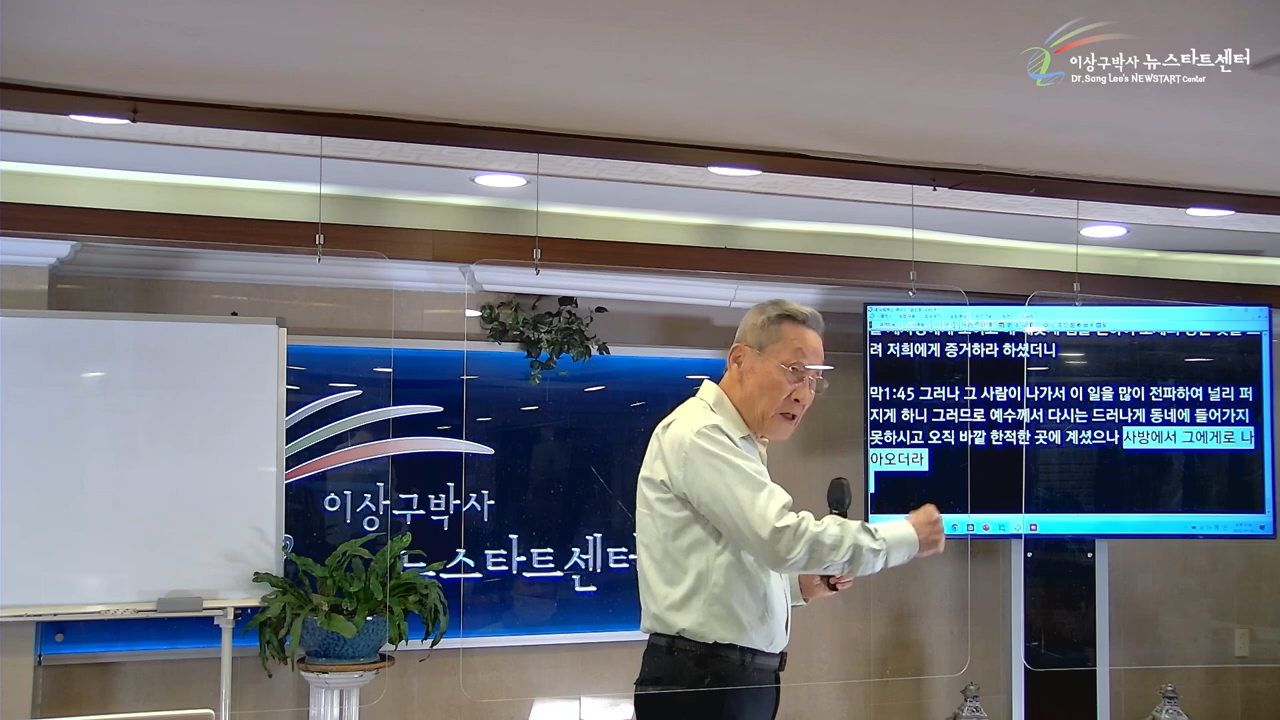 이상구박사 뉴스타트센터
Dr. Sang Lee's NEWSTART Center
려 저희에게 증거하라 하셨더니
막1:45 그러나 그 사람이 나가서 이 일을 많이 전파하여 널리 퍼
지게 하니 그러므로 예수께서 다시는 드러나게 동네에 들어가지
못하시고 오직 바깥 한적한 곳에 계셨으나 사방에서 그에게로 나
아오더라
이상구박사
뉴스타트센터